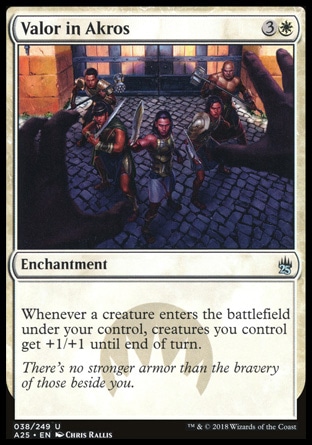 Valor in Akros 3
Enchantment 25
Whenever a creature enters the battlefield
under your control, creatures you control
get +1/+1 until end of turn.
There's no stronger armor than the bravery
of those beside you.
038/249 U
A25 • EN Chris Rallis ™ & © 2018 Wizards of the Coast